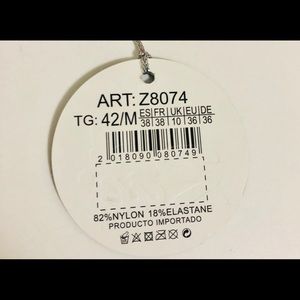 ART: Z8074
TG: 42/M ES|FR|UK|EU|DE
38|38|10|36|36
2 018090 080749
82%NYLON 18%ELASTANE
PRODUCTO IMPORTADO